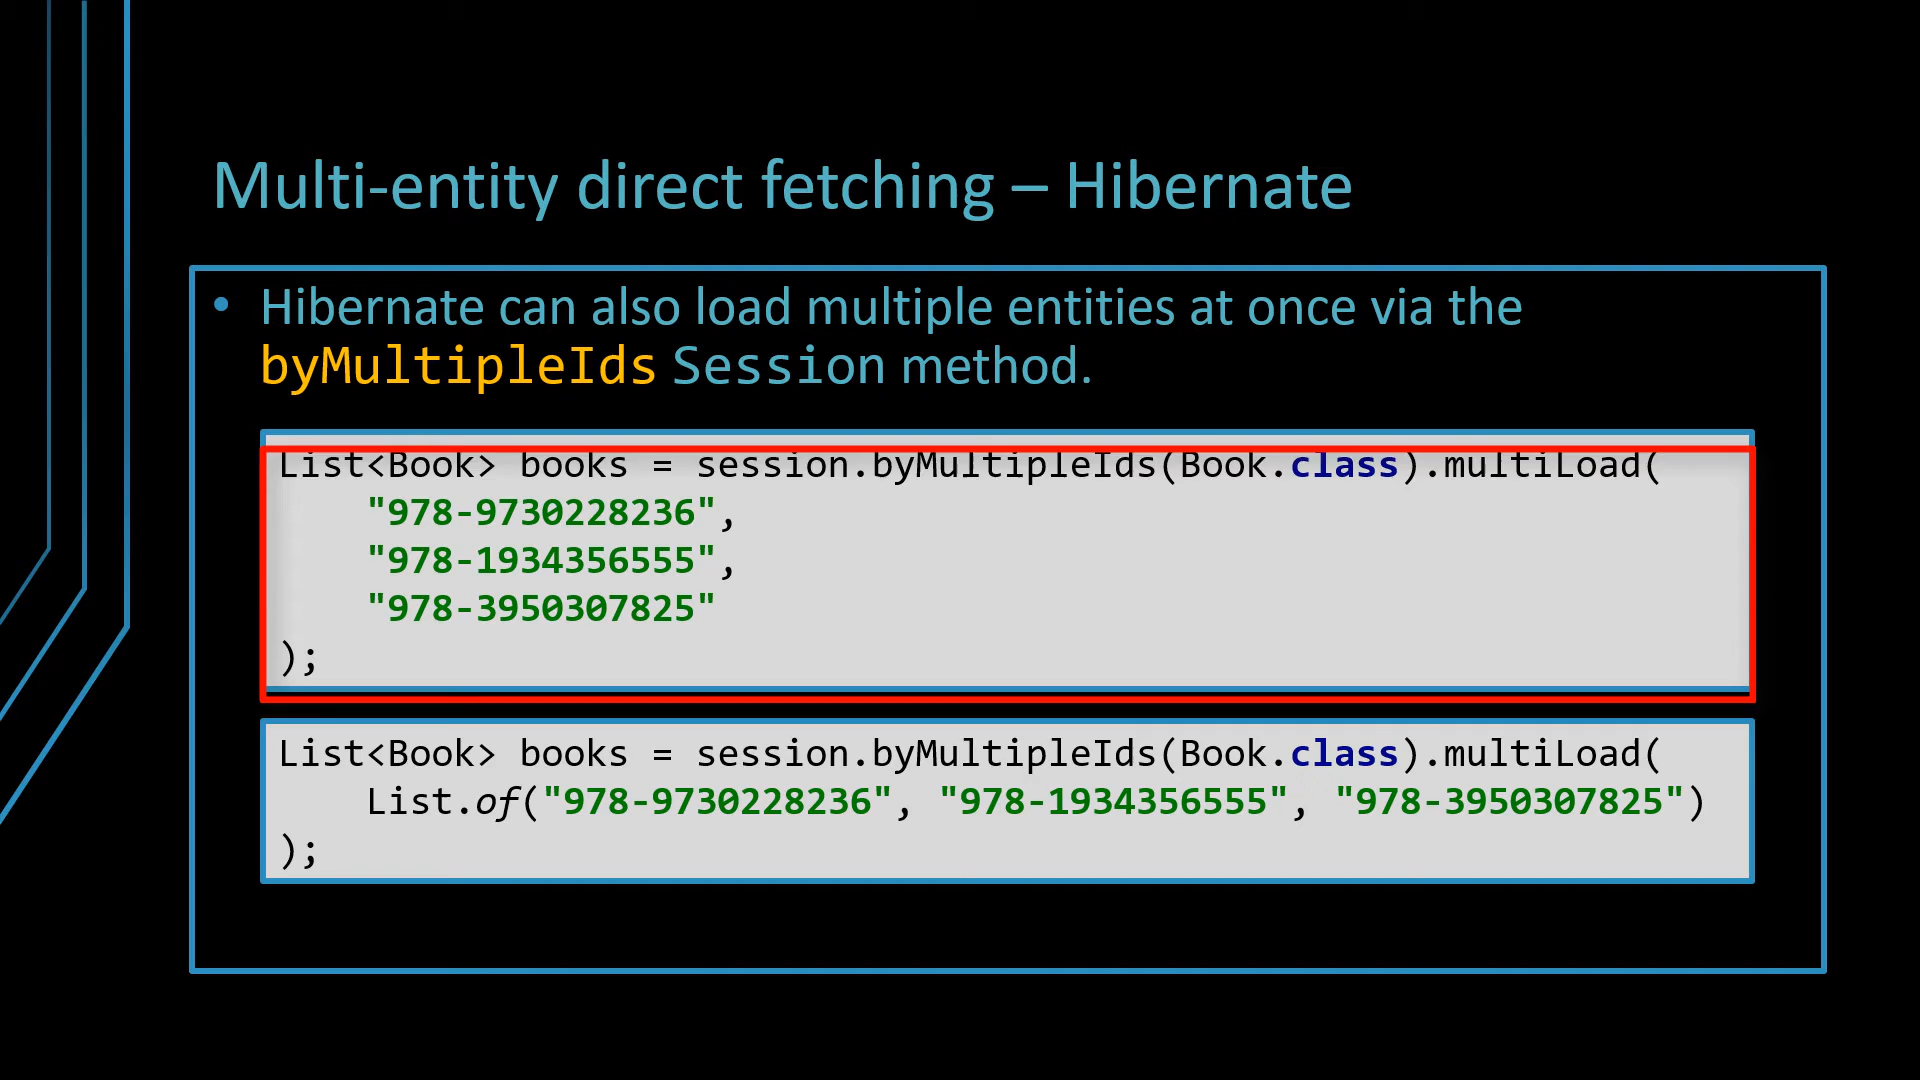 Multi-entity direct fetching – Hibernate
• Hibernate can also load multiple entities at once via the
byMultipleIds Session method.
List<Book> books = session.byMultipleIds(Book.class).multiLoad(
    "978-9730228236",
    "978-1934356555",
    "978-3950307825"
);
List<Book> books = session.byMultipleIds(Book.class).multiLoad(
    List.of("978-9730228236", "978-1934356555", "978-3950307825")
);